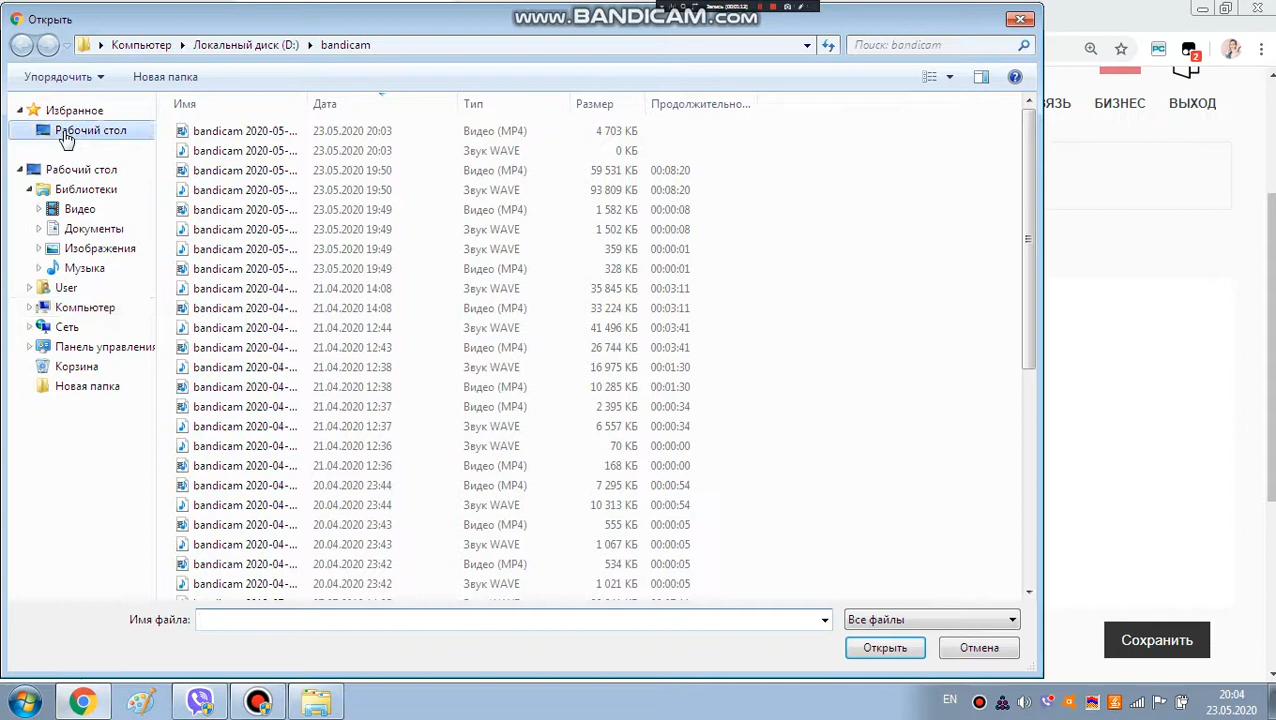 Открыть
www.BANDICAM.com
Запись (00:01:12)
Компьютер
Локальный диск (D:)
bandicam
Поиск: bandicam
Упорядочить
Новая папка
Имя Дата Тип Размер Продолжительно...
Избранное
Рабочий стол
Рабочий стол
Библиотеки
Видео
Документы
Изображения
Музыка
User
Компьютер
Сеть
Панель управления
Корзина
Новая папка
bandicam 2020-05-... 23.05.2020 20:03 Видео (MP4) 4 703 КБ
bandicam 2020-05-... 23.05.2020 20:03 Звук WAVE 0 КБ
bandicam 2020-05-... 23.05.2020 19:50 Видео (MP4) 59 531 КБ 00:08:20
bandicam 2020-05-... 23.05.2020 19:50 Звук WAVE 93 809 КБ 00:08:20
bandicam 2020-05-... 23.05.2020 19:49 Видео (MP4) 1 582 КБ 00:00:08
bandicam 2020-05-... 23.05.2020 19:49 Звук WAVE 1 502 КБ 00:00:08
bandicam 2020-05-... 23.05.2020 19:49 Звук WAVE 359 КБ 00:00:01
bandicam 2020-05-... 23.05.2020 19:49 Видео (MP4) 328 КБ 00:00:01
bandicam 2020-04-... 21.04.2020 14:08 Звук WAVE 35 845 КБ 00:03:11
bandicam 2020-04-... 21.04.2020 14:08 Видео (MP4) 33 224 КБ 00:03:11
bandicam 2020-04-... 21.04.2020 12:44 Звук WAVE 41 496 КБ 00:03:41
bandicam 2020-04-... 21.04.2020 12:43 Видео (MP4) 26 744 КБ 00:03:41
bandicam 2020-04-... 21.04.2020 12:38 Звук WAVE 16 975 КБ 00:01:30
bandicam 2020-04-... 21.04.2020 12:38 Видео (MP4) 10 285 КБ 00:01:30
bandicam 2020-04-... 21.04.2020 12:37 Видео (MP4) 2 395 КБ 00:00:34
bandicam 2020-04-... 21.04.2020 12:37 Звук WAVE 6 557 КБ 00:00:34
bandicam 2020-04-... 21.04.2020 12:36 Звук WAVE 70 КБ 00:00:00
bandicam 2020-04-... 21.04.2020 12:36 Видео (MP4) 168 КБ 00:00:00
bandicam 2020-04-... 20.04.2020 23:44 Видео (MP4) 7 295 КБ 00:00:54
bandicam 2020-04-... 20.04.2020 23:44 Звук WAVE 10 313 КБ 00:00:54
bandicam 2020-04-... 20.04.2020 23:43 Видео (MP4) 555 КБ 00:00:05
bandicam 2020-04-... 20.04.2020 23:43 Звук WAVE 1 067 КБ 00:00:05
bandicam 2020-04-... 20.04.2020 23:42 Видео (MP4) 534 КБ 00:00:05
bandicam 2020-04-... 20.04.2020 23:42 Звук WAVE 1 021 КБ 00:00:05
Имя файла:
Все файлы
Открыть
Отмена
PC
2
ЯЗЬ БИЗНЕС ВЫХОД
Сохранить
EN
20:04
23.05.2020